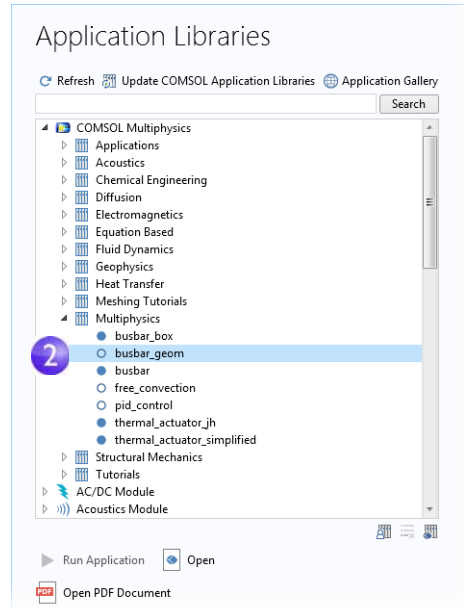 Application Libraries
Refresh Update COMSOL Application Libraries Application Gallery
Search
COMSOL Multiphysics
Applications
Acoustics
Chemical Engineering
Diffusion
Electromagnetics
Equation Based
Fluid Dynamics
Geophysics
Heat Transfer
Meshing Tutorials
Multiphysics
busbar_box
2 busbar_geom
busbar
free_convection
pid_control
thermal_actuator_jh
thermal_actuator_simplified
Structural Mechanics
Tutorials
AC/DC Module
Acoustics Module
Run Application Open
PDF Open PDF Document